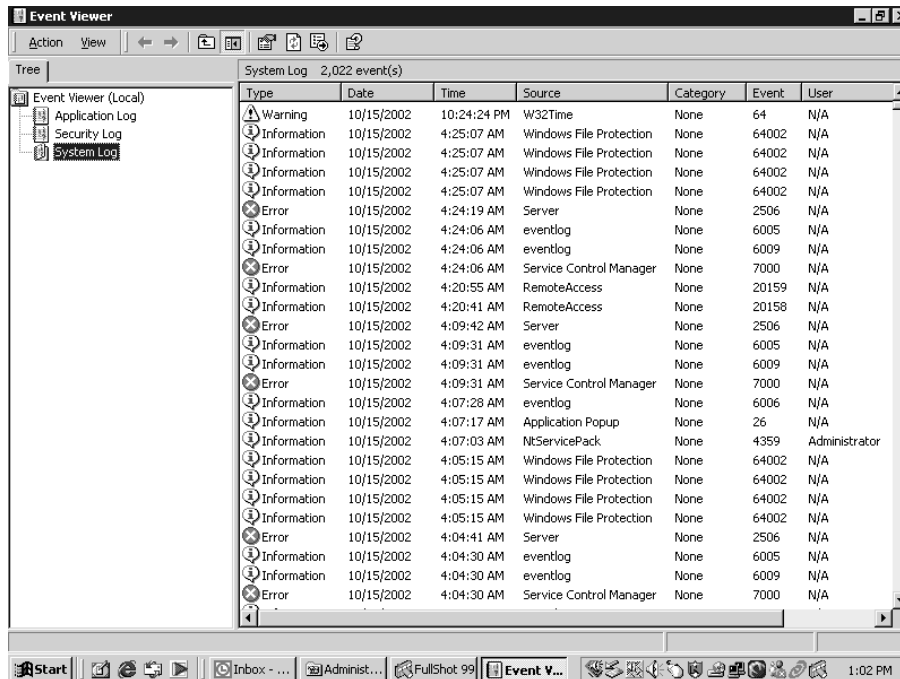 Event Viewer
Action View
Tree
System Log 2,022 event(s)
Event Viewer (Local)
Application Log
Security Log
System Log
Type Date Time Source Category Event User
Warning 10/15/2002 10:24:24 PM W32Time None 64 N/A
Information 10/15/2002 4:25:07 AM Windows File Protection None 64002 N/A
Information 10/15/2002 4:25:07 AM Windows File Protection None 64002 N/A
Information 10/15/2002 4:25:07 AM Windows File Protection None 64002 N/A
Information 10/15/2002 4:25:07 AM Windows File Protection None 64002 N/A
Error 10/15/2002 4:24:19 AM Server None 2506 N/A
Information 10/15/2002 4:24:06 AM eventlog None 6005 N/A
Information 10/15/2002 4:24:06 AM eventlog None 6009 N/A
Error 10/15/2002 4:24:06 AM Service Control Manager None 7000 N/A
Information 10/15/2002 4:20:55 AM RemoteAccess None 20159 N/A
Information 10/15/2002 4:20:41 AM RemoteAccess None 20158 N/A
Error 10/15/2002 4:09:42 AM Server None 2506 N/A
Information 10/15/2002 4:09:31 AM eventlog None 6005 N/A
Information 10/15/2002 4:09:31 AM eventlog None 6009 N/A
Error 10/15/2002 4:09:31 AM Service Control Manager None 7000 N/A
Information 10/15/2002 4:07:28 AM eventlog None 6006 N/A
Information 10/15/2002 4:07:17 AM Application Popup None 26 N/A
Information 10/15/2002 4:07:03 AM NtServicePack None 4359 Administrator
Information 10/15/2002 4:05:15 AM Windows File Protection None 64002 N/A
Information 10/15/2002 4:05:15 AM Windows File Protection None 64002 N/A
Information 10/15/2002 4:05:15 AM Windows File Protection None 64002 N/A
Information 10/15/2002 4:05:15 AM Windows File Protection None 64002 N/A
Error 10/15/2002 4:04:41 AM Server None 2506 N/A
Information 10/15/2002 4:04:30 AM eventlog None 6005 N/A
Information 10/15/2002 4:04:30 AM eventlog None 6009 N/A
Error 10/15/2002 4:04:30 AM Service Control Manager None 7000 N/A
Start Inbox - ... Administ... FullShot 99 Event V... 1:02 PM